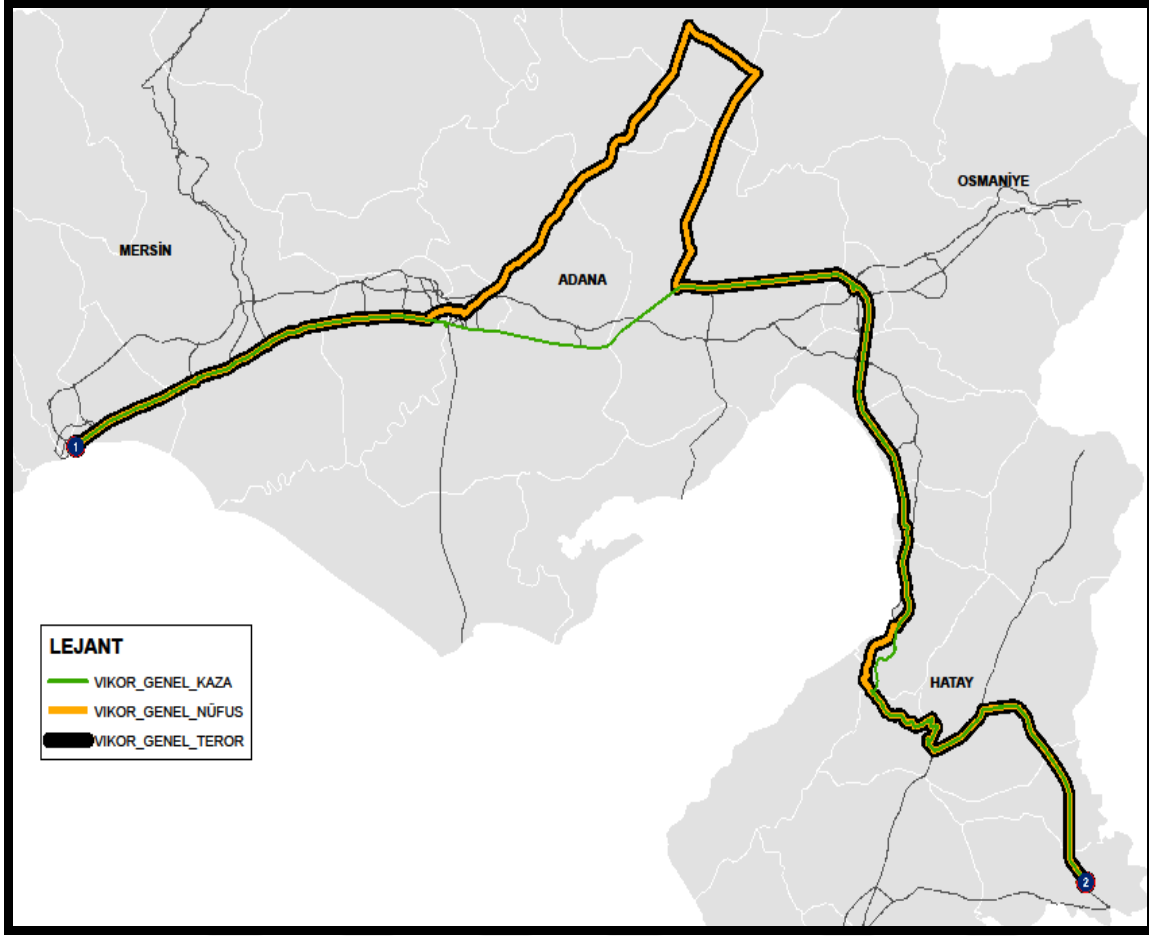 OSMANİYE
MERSİN
ADANA
1
LEJANT
VIKOR_GENEL_KAZA
VIKOR_GENEL_NÜFUS
VIKOR_GENEL_TEROR
HATAY
2